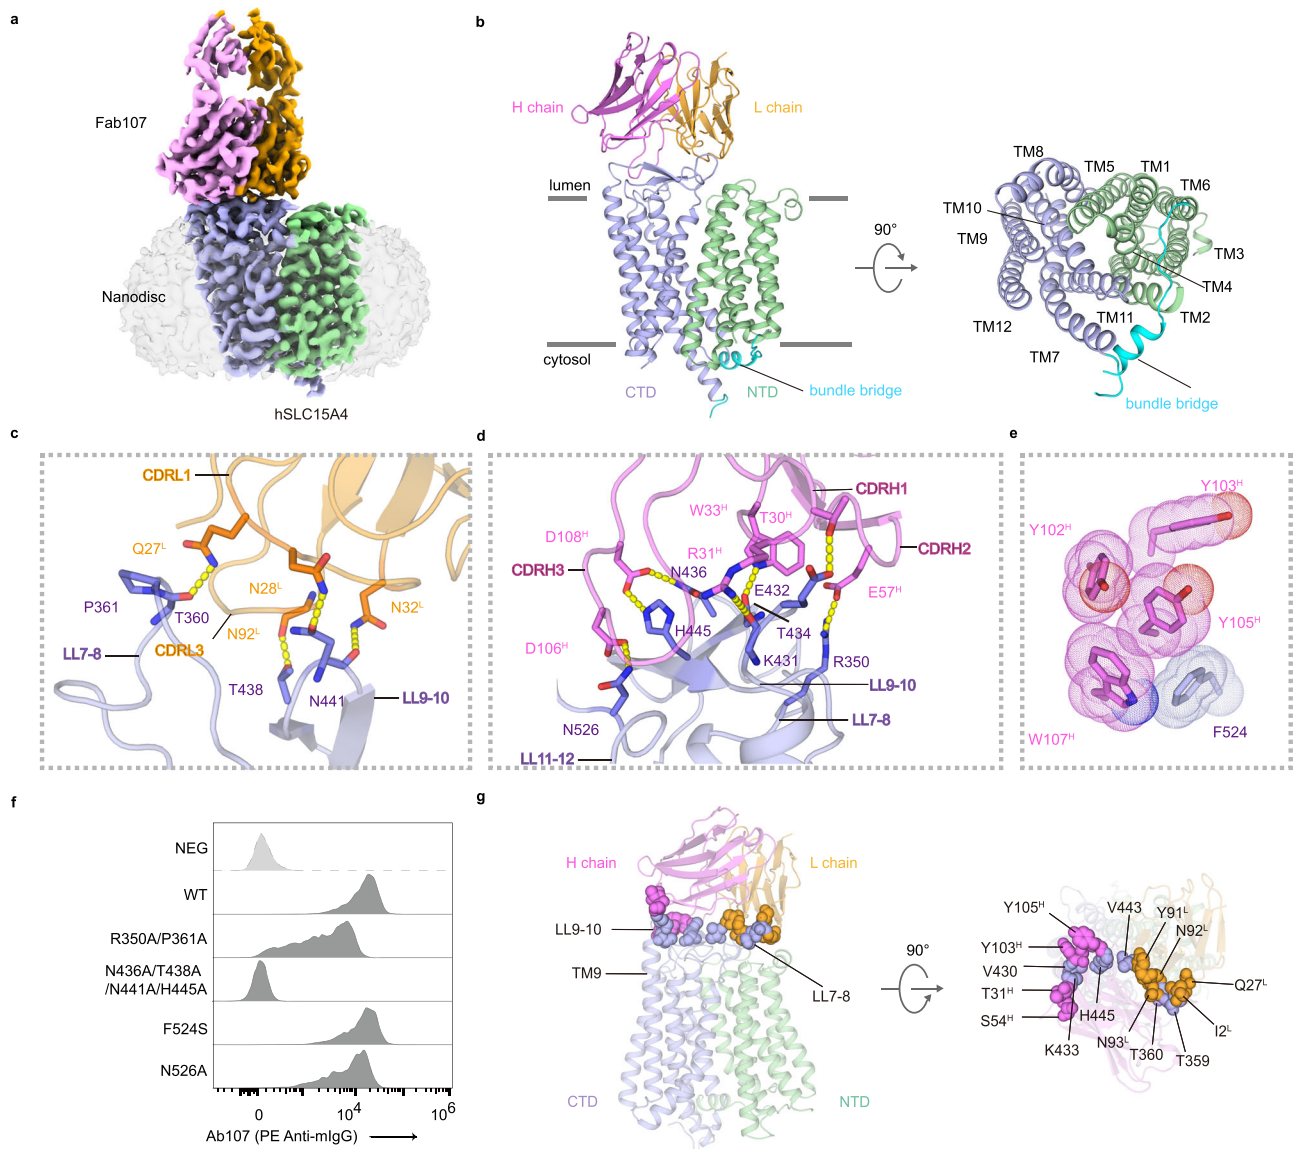 a
Fab107
Nanodisc
hSLC15A4
b
H chain
L chain
lumen
cytosol
CTD
NTD
bundle bridge
90°
TM8
TM5
TM1
TM6
TM10
TM9
TM3
TM4
TM12
TM11
TM2
TM7
bundle bridge
c
CDRL1
Q27ᴸ
P361
T360
N28ᴸ
N32ᴸ
N92ᴸ
CDRL3
LL7-8
T438
N441
LL9-10
d
CDRH1
W33ᴴ
T30ᴴ
D108ᴴ
R31ᴴ
CDRH2
CDRH3
N436
E432
E57ᴴ
H445
T434
D106ᴴ
K431
R350
LL9-10
N526
LL7-8
LL11-12
e
Y103ᴴ
Y102ᴴ
Y105ᴴ
W107ᴴ
F524
f
NEG
WT
R350A/P361A
N436A/T438A
/N441A/H445A
F524S
N526A
0
10⁴
10⁶
Ab107 (PE Anti-mIgG)
g
H chain
L chain
LL9-10
TM9
LL7-8
CTD
NTD
90°
Y105ᴴ
V443
Y91ᴸ
N92ᴸ
Y103ᴴ
V430
Q27ᴸ
T31ᴴ
S54ᴴ
H445
I2ᴸ
K433
N93ᴸ
T360
T359